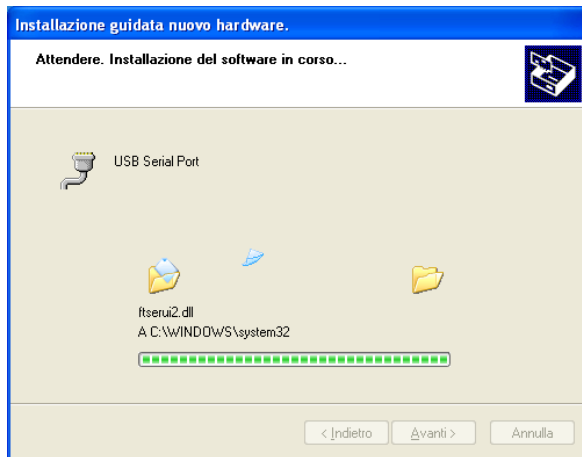 Installazione guidata nuovo hardware.
Attendere. Installazione del software in corso...
USB Serial Port
ftserui2.dll
A C:\WINDOWS\system32
< Indietro Avanti > Annulla